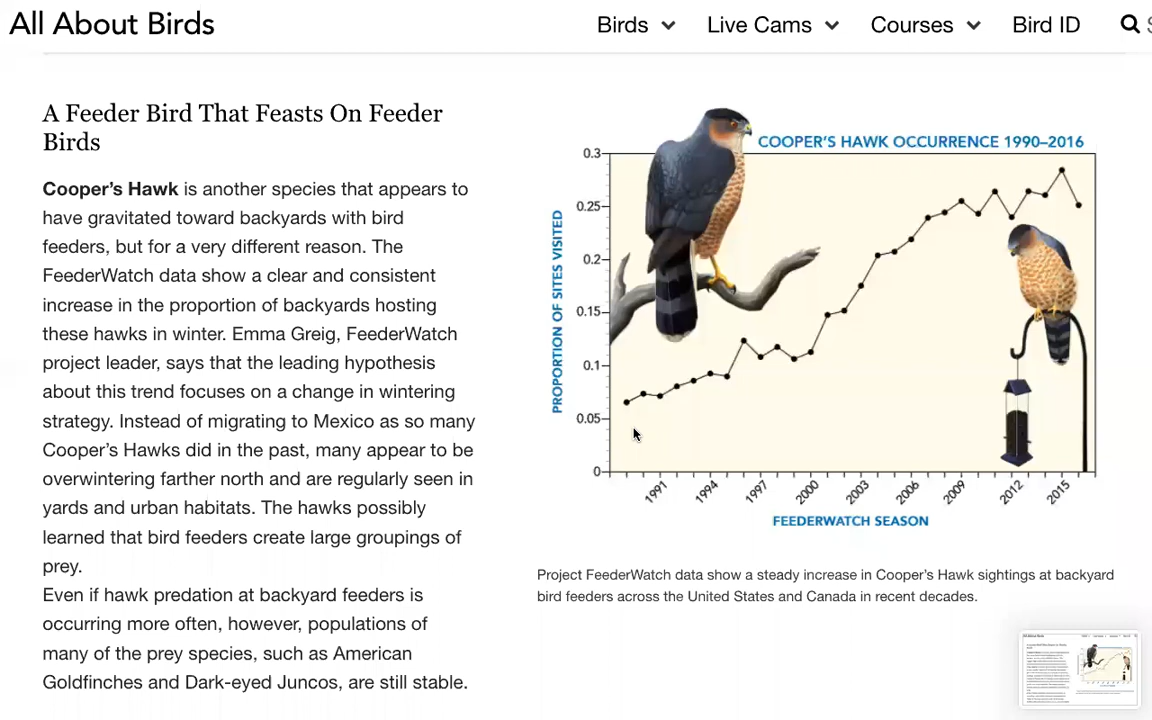 All About Birds
Birds
Live Cams
Courses
Bird ID
A Feeder Bird That Feasts On Feeder
Birds
Cooper's Hawk is another species that appears to
have gravitated toward backyards with bird
feeders, but for a very different reason. The
FeederWatch data show a clear and consistent
increase in the proportion of backyards hosting
these hawks in winter. Emma Greig, FeederWatch
project leader, says that the leading hypothesis
about this trend focuses on a change in wintering
strategy. Instead of migrating to Mexico as so many
Cooper's Hawks did in the past, many appear to be
overwintering farther north and are regularly seen in
yards and urban habitats. The hawks possibly
learned that bird feeders create large groupings of
prey.
Even if hawk predation at backyard feeders is
occurring more often, however, populations of
many of the prey species, such as American
Goldfinches and Dark-eyed Juncos, are still stable.
COOPER'S HAWK OCCURRENCE 1990–2016
PROPORTION OF SITES VISITED
0.3
0.25
0.2
0.15
0.1
0.05
0
1991
1994
1997
2000
2003
2006
2009
2012
2015
FEEDERWATCH SEASON
Project FeederWatch data show a steady increase in Cooper's Hawk sightings at backyard
bird feeders across the United States and Canada in recent decades.